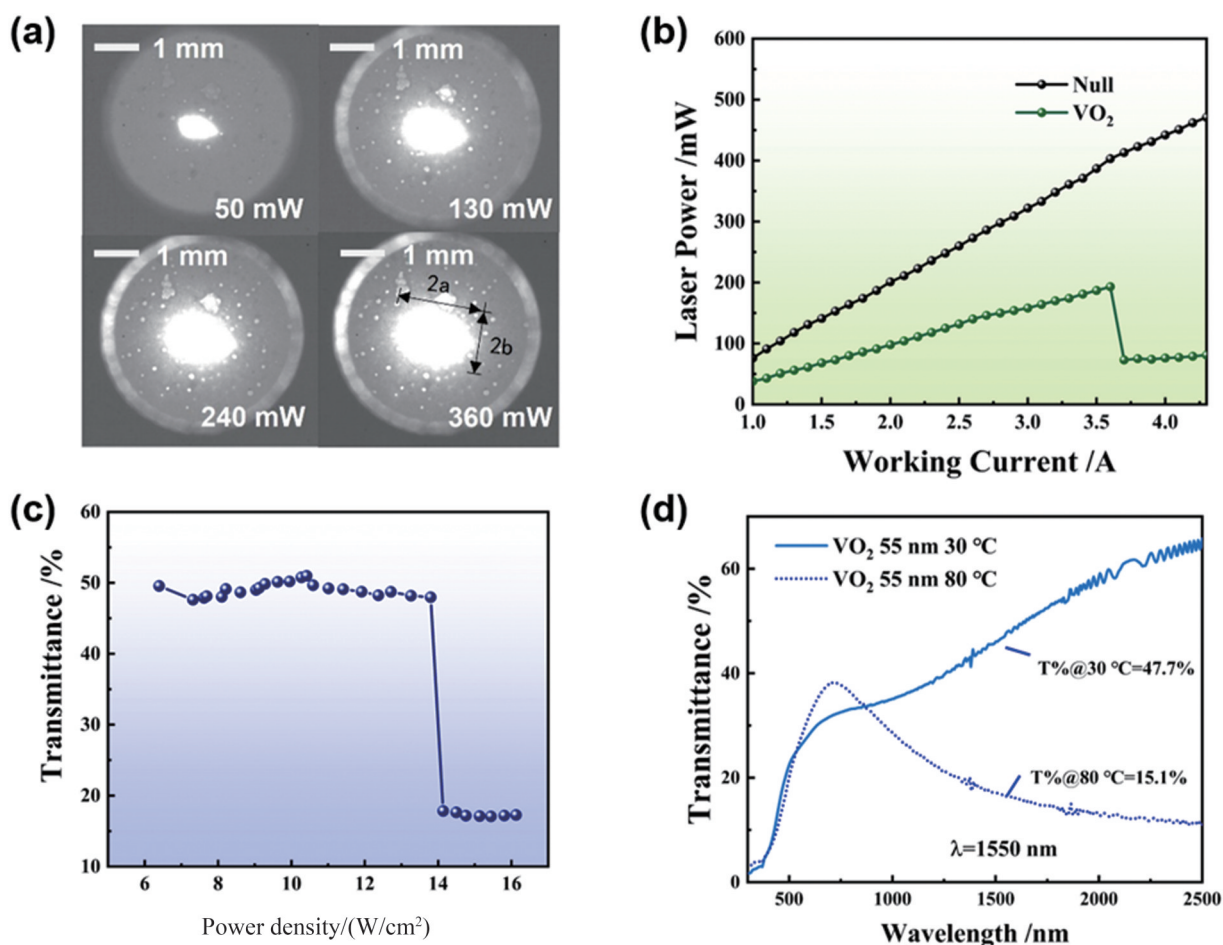 (a)
1 mm
1 mm
50 mW
130 mW
1 mm
1 mm
2a
2b
240 mW
360 mW
(b)
600
500
400
300
200
100
0
Laser Power /mW
Null
VO₂
1.0 1.5 2.0 2.5 3.0 3.5 4.0
Working Current /A
(c)
60
50
40
30
20
10
Transmittance /%
6 8 10 12 14 16
Power density/(W/cm²)
(d)
60
40
20
0
Transmittance /%
VO₂ 55 nm 30 °C
VO₂ 55 nm 80 °C
T%@30 °C=47.7%
T%@80 °C=15.1%
λ=1550 nm
500 1000 1500 2000 2500
Wavelength /nm